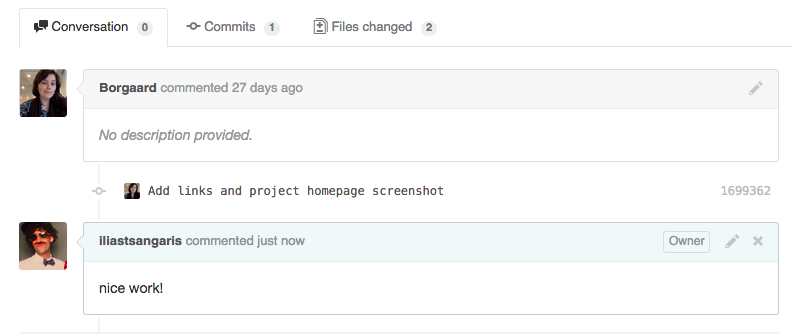 Conversation 0 Commits 1 Files changed 2
Borgaard commented 27 days ago
No description provided.
Add links and project homepage screenshot 1699362
iliastsangaris commented just now Owner
nice work!